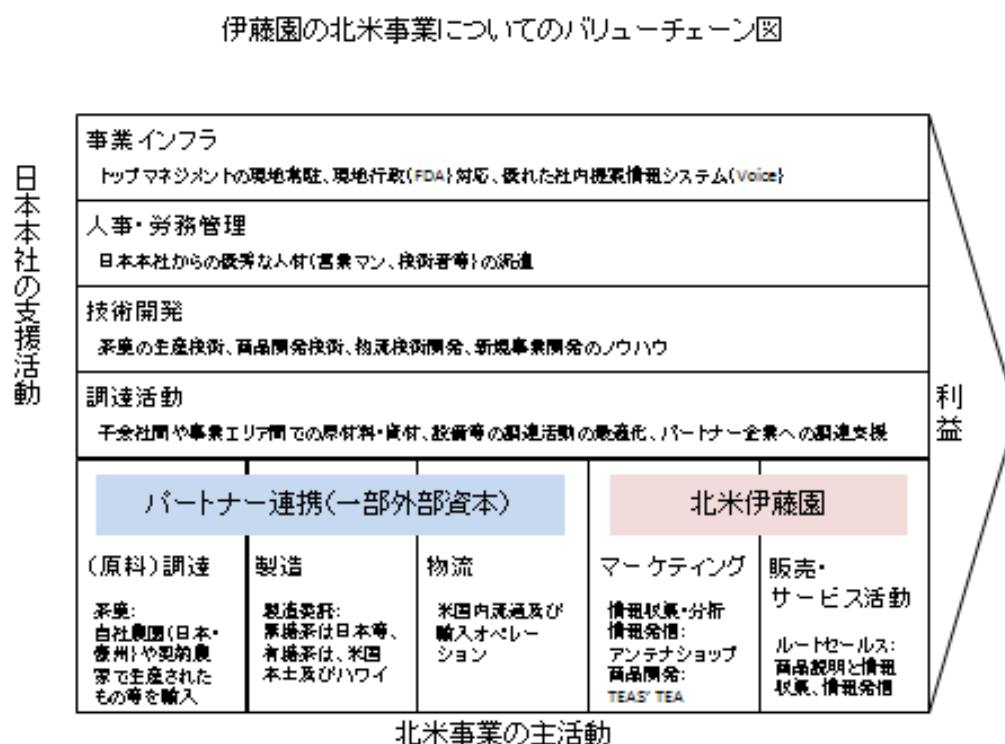 伊藤園の北米事業についてのバリューチェーン図
日本本社の支援活動
事業インフラ
トップマネジメントの現地常駐、現地行政(FDA)対応、優れた社内提案情報システム(Voice)
人事・労務管理
日本本社からの優秀な人材(営業マン、技術者等)の派遣
技術開発
茶葉の生産技術、商品開発技術、物流技術開発、新規事業開発のノウハウ
調達活動
子会社間や事業エリア間での原材料・資材、設備等の調達活動の最適化、パートナー企業への調達支援
利益
パートナー連携(一部外部資本)
北米伊藤園
(原料)調達
茶葉:
自社農園(日本・
豪州)や契約農
家で生産された
もの等を輸入
製造
製造委託:
無糖茶は日本等、
有糖茶は、米国
本土及びハワイ
物流
米国内流通及び
輸入オペレー
ション
マーケティング
情報収集・分析
情報発信:
アンテナショップ
商品開発:
TEAS' TEA
販売・
サービス活動
ルートセールス:
商品説明と情報
収集、情報発信
北米事業の主活動